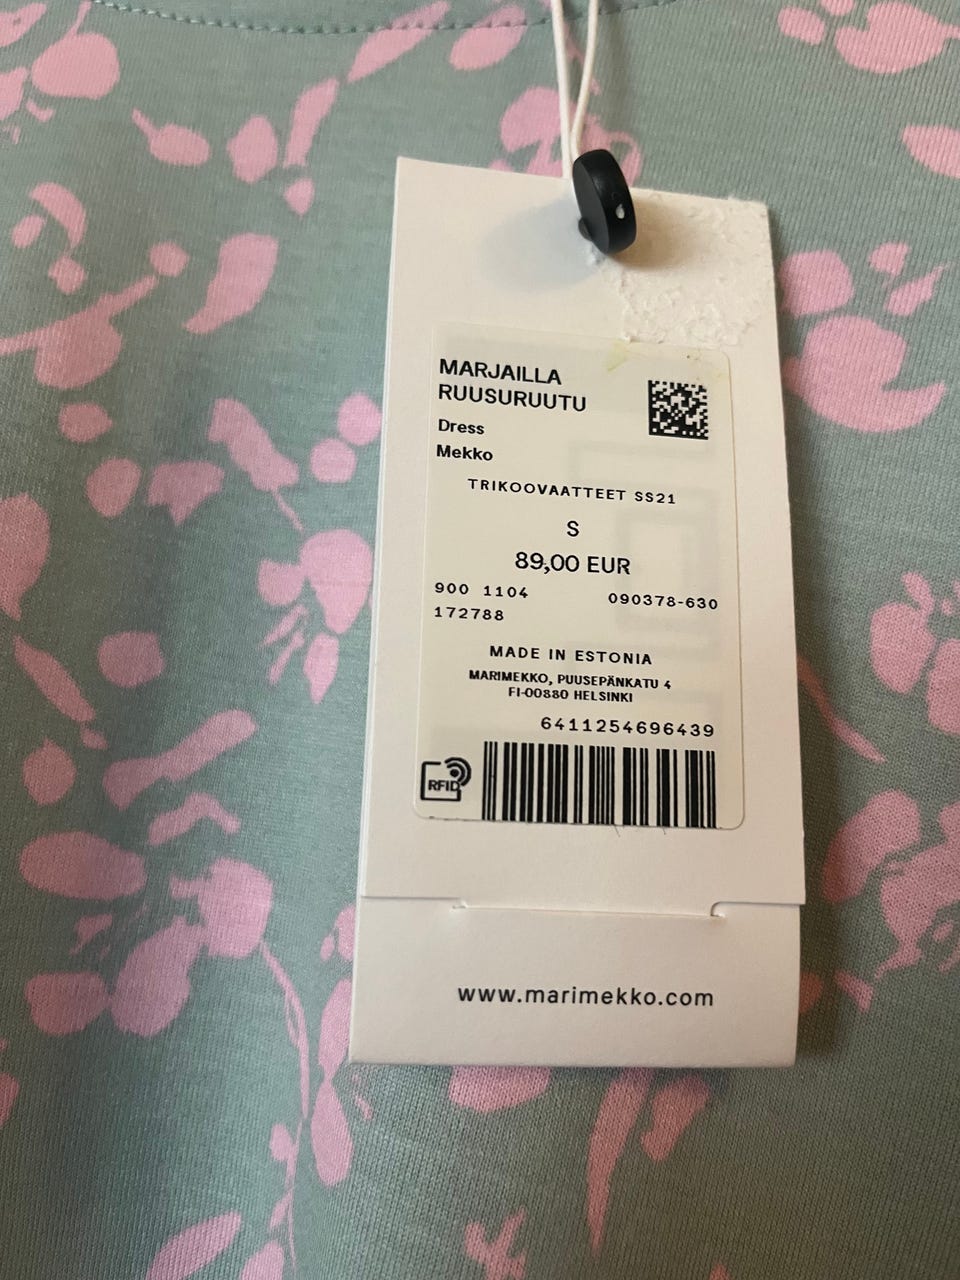 MARJAILLA
RUUSURUUTU
Dress
Mekko
TRIKOOVAATTEET SS21
S
89,00 EUR
900 1104 090378-630
172788
MADE IN ESTONIA
MARIMEKKO, PUUSEPÄNKATU 4
FI-00880 HELSINKI
6411254696439
RFID
www.marimekko.com